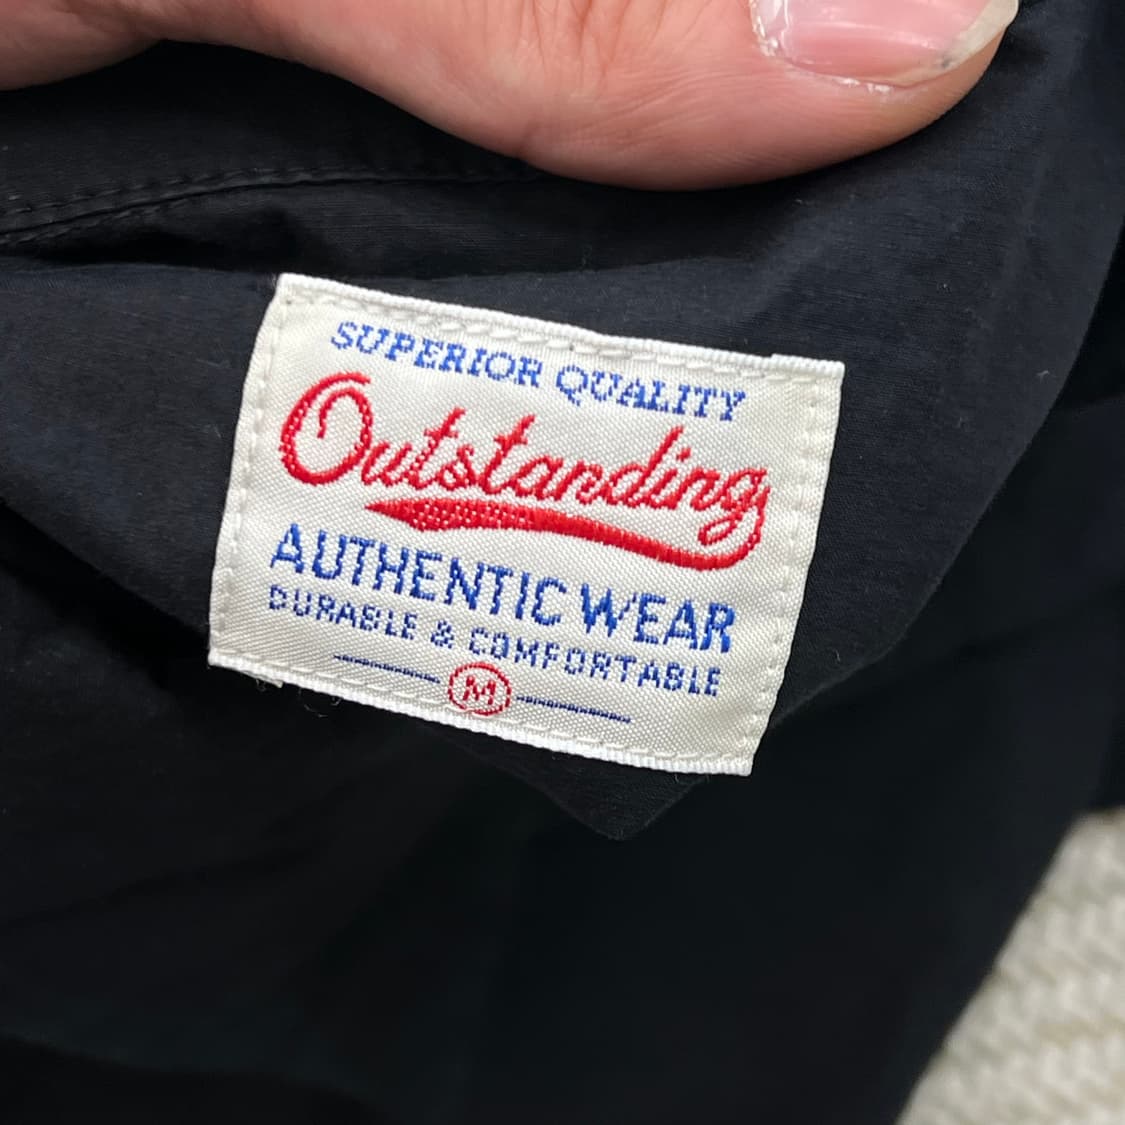 SUPERIOR QUALITY
Outstanding
AUTHENTIC WEAR
DURABLE & COMFORTABLE
M